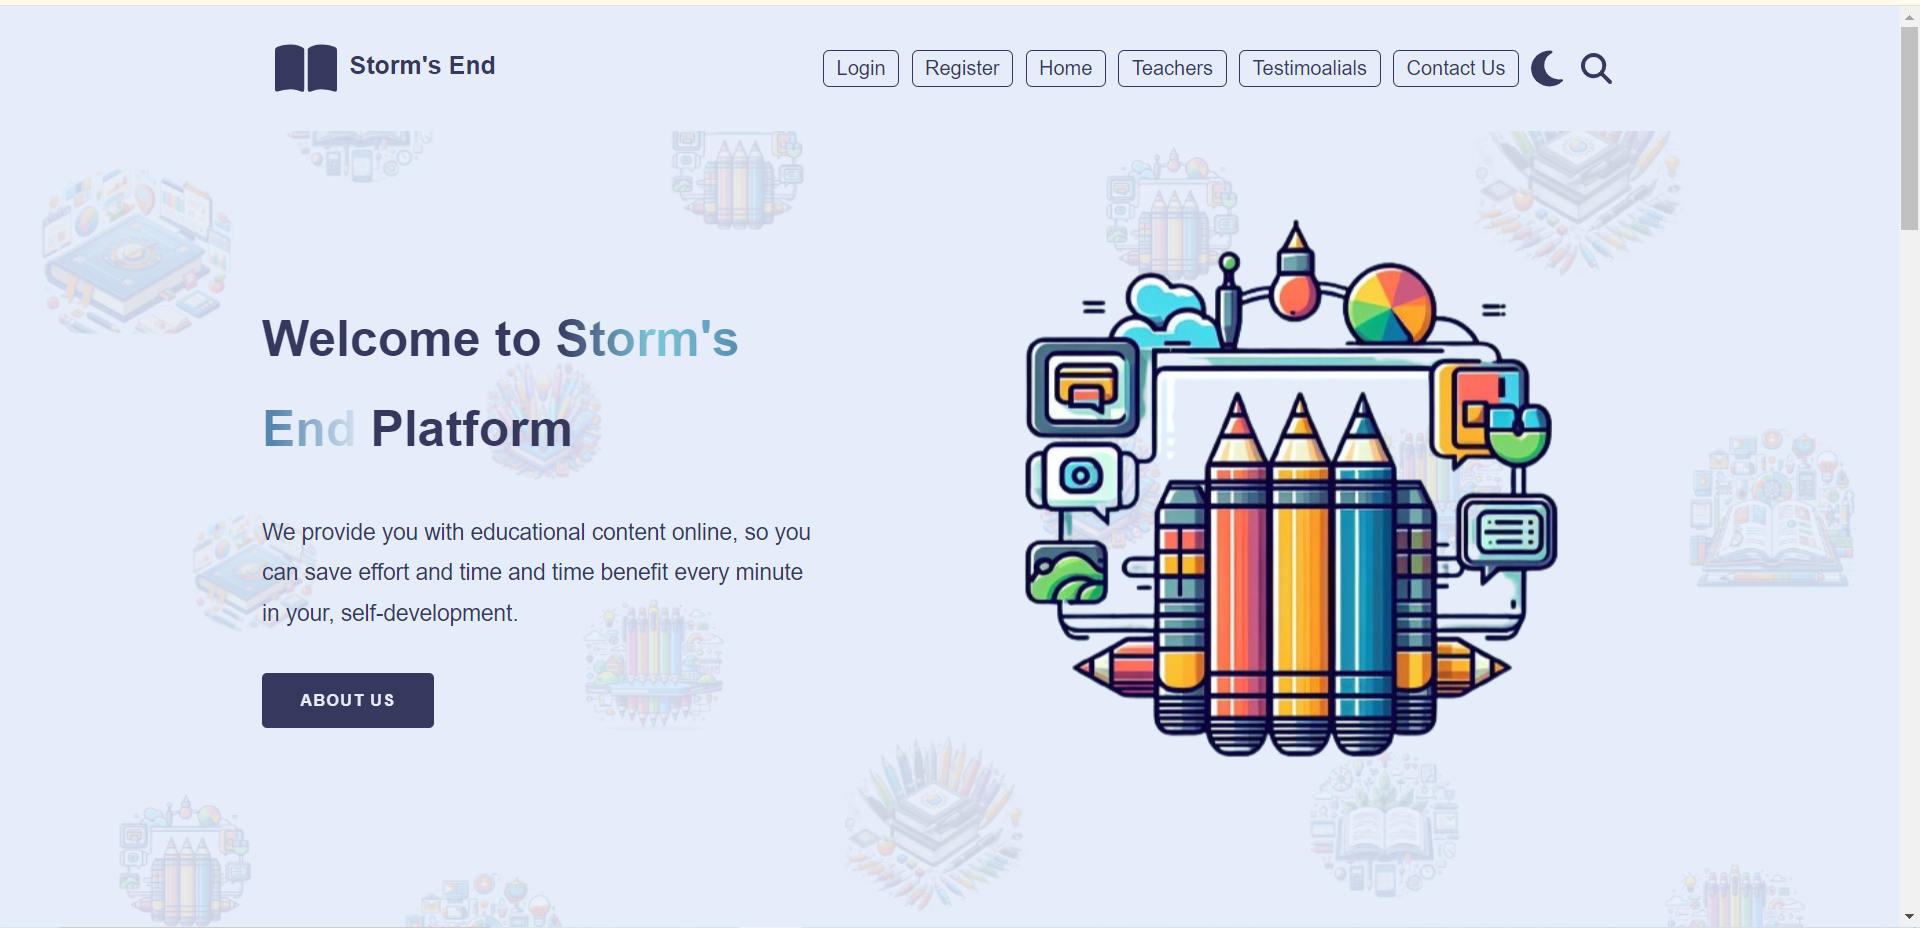 Storm's End
Login Register Home Teachers Testimoalials Contact Us
Welcome to Storm's
End Platform
We provide you with educational content online, so you
can save effort and time and time benefit every minute
in your, self-development.
ABOUT US